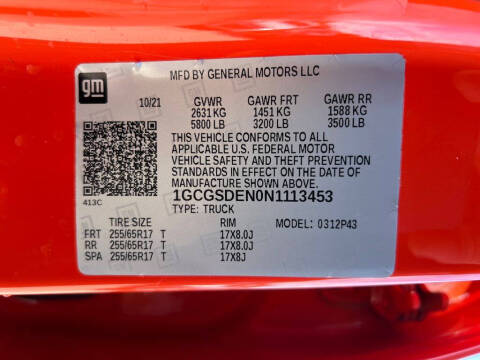 gm
MFD BY GENERAL MOTORS LLC
10/21 GVWR GAWR FRT GAWR RR
2631 KG 1451 KG 1588 KG
5800 LB 3200 LB 3500 LB
THIS VEHICLE CONFORMS TO ALL
APPLICABLE U.S. FEDERAL MOTOR
VEHICLE SAFETY AND THEFT PREVENTION
STANDARDS IN EFFECT ON THE DATE OF
MANUFACTURE SHOWN ABOVE.
413C 1GCGSDEN0N1113453
TYPE: TRUCK
TIRE SIZE RIM MODEL: 0312P43
FRT 255/65R17 T 17X8.0J
RR 255/65R17 T 17X8.0J
SPA 255/65R17 T 17X8J